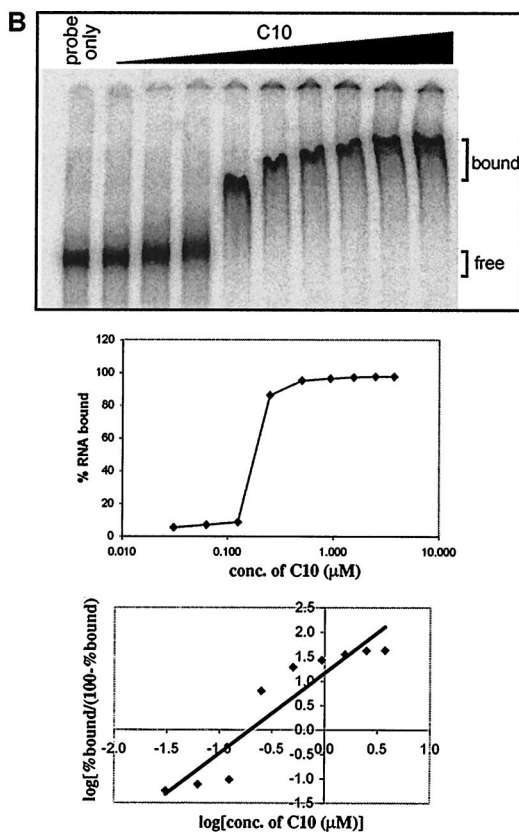 B
probe only
C10
bound
free
120
100
80
60
40
20
0
% RNA bound
0.010 0.100 1.000 10.000
conc. of C10 (µM)
2.5
2.0
1.5
1.0
0.5
0.0
-2.0 -1.5 -1.0 -0.5 0.0 0.5 1.0
-0.5
-1.0
-1.5
log[%bound/(100-%bound)
log[conc. of C10 (µM)]